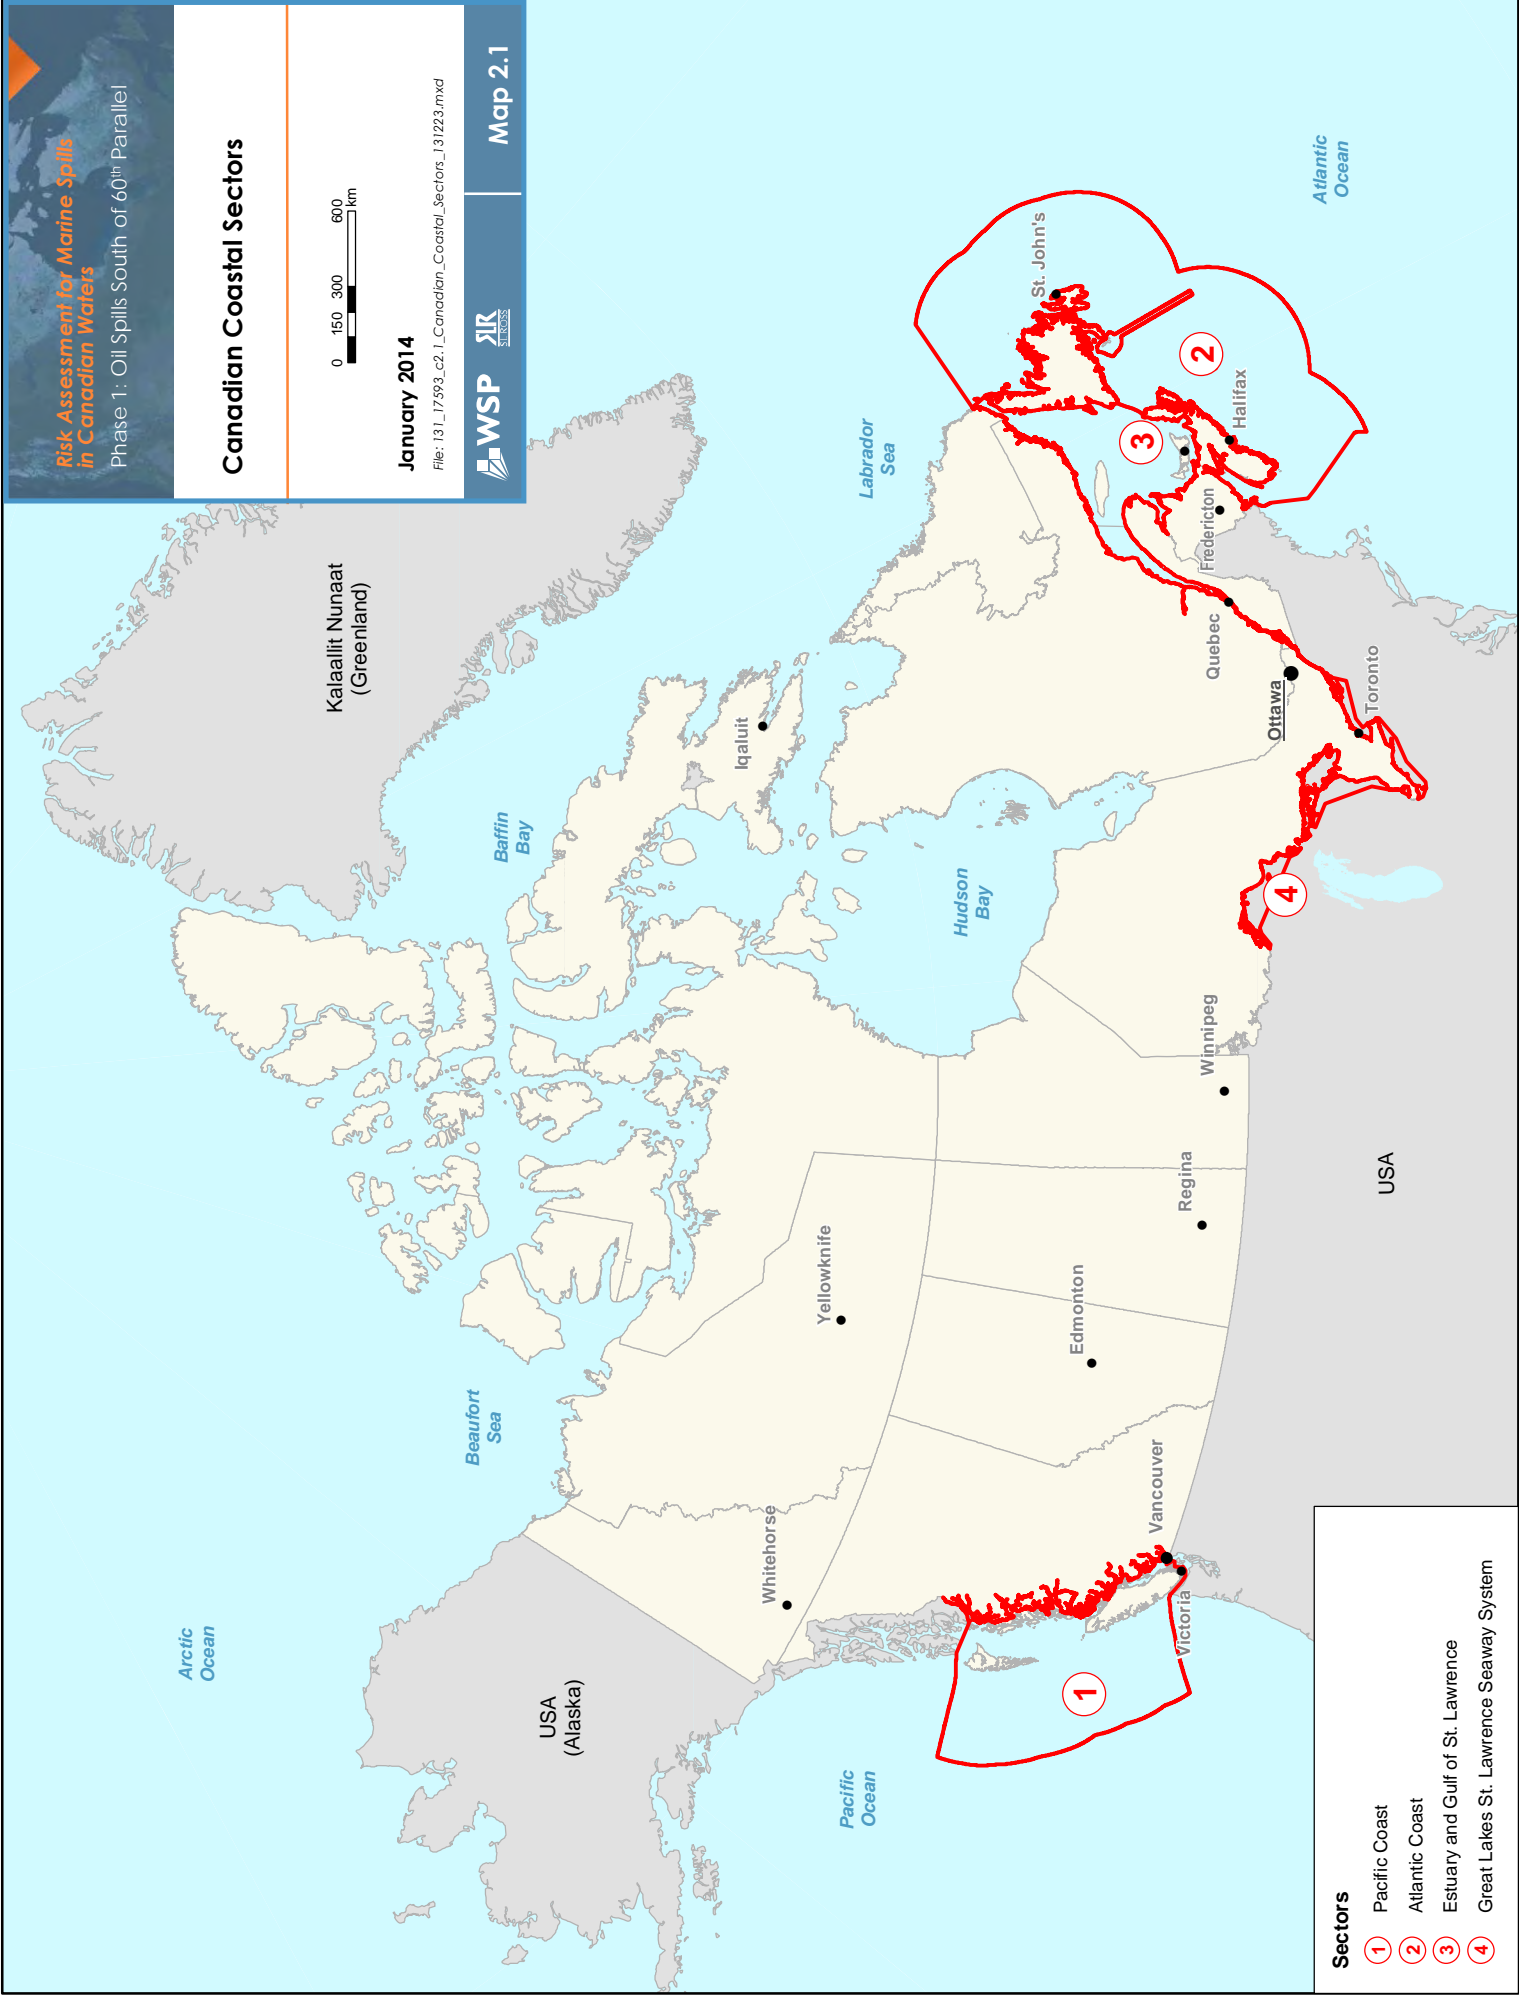 Risk Assessment for Marine Spills
in Canadian Waters
Phase 1: Oil Spills South of 60th Parallel
Canadian Coastal Sectors
0 150 300 600
km
January 2014
File: 131_17593_c2.1_Canadian_Coastal_Sectors_131223.mxd
WSP
SLR
SL ROSS
Map 2.1
Arctic
Ocean
Kalaallit Nunaat
(Greenland)
Beaufort
Sea
Baffin
Bay
USA
(Alaska)
Whitehorse
Yellowknife
Iqaluit
Labrador
Sea
Pacific
Ocean
Hudson
Bay
St. John's
Atlantic
Ocean
1
2
3
4
Edmonton
Vancouver
Victoria
Regina
Winnipeg
Quebec
Fredericton
Halifax
Ottawa
Toronto
USA
Sectors
1 Pacific Coast
2 Atlantic Coast
3 Estuary and Gulf of St. Lawrence
4 Great Lakes St. Lawrence Seaway System